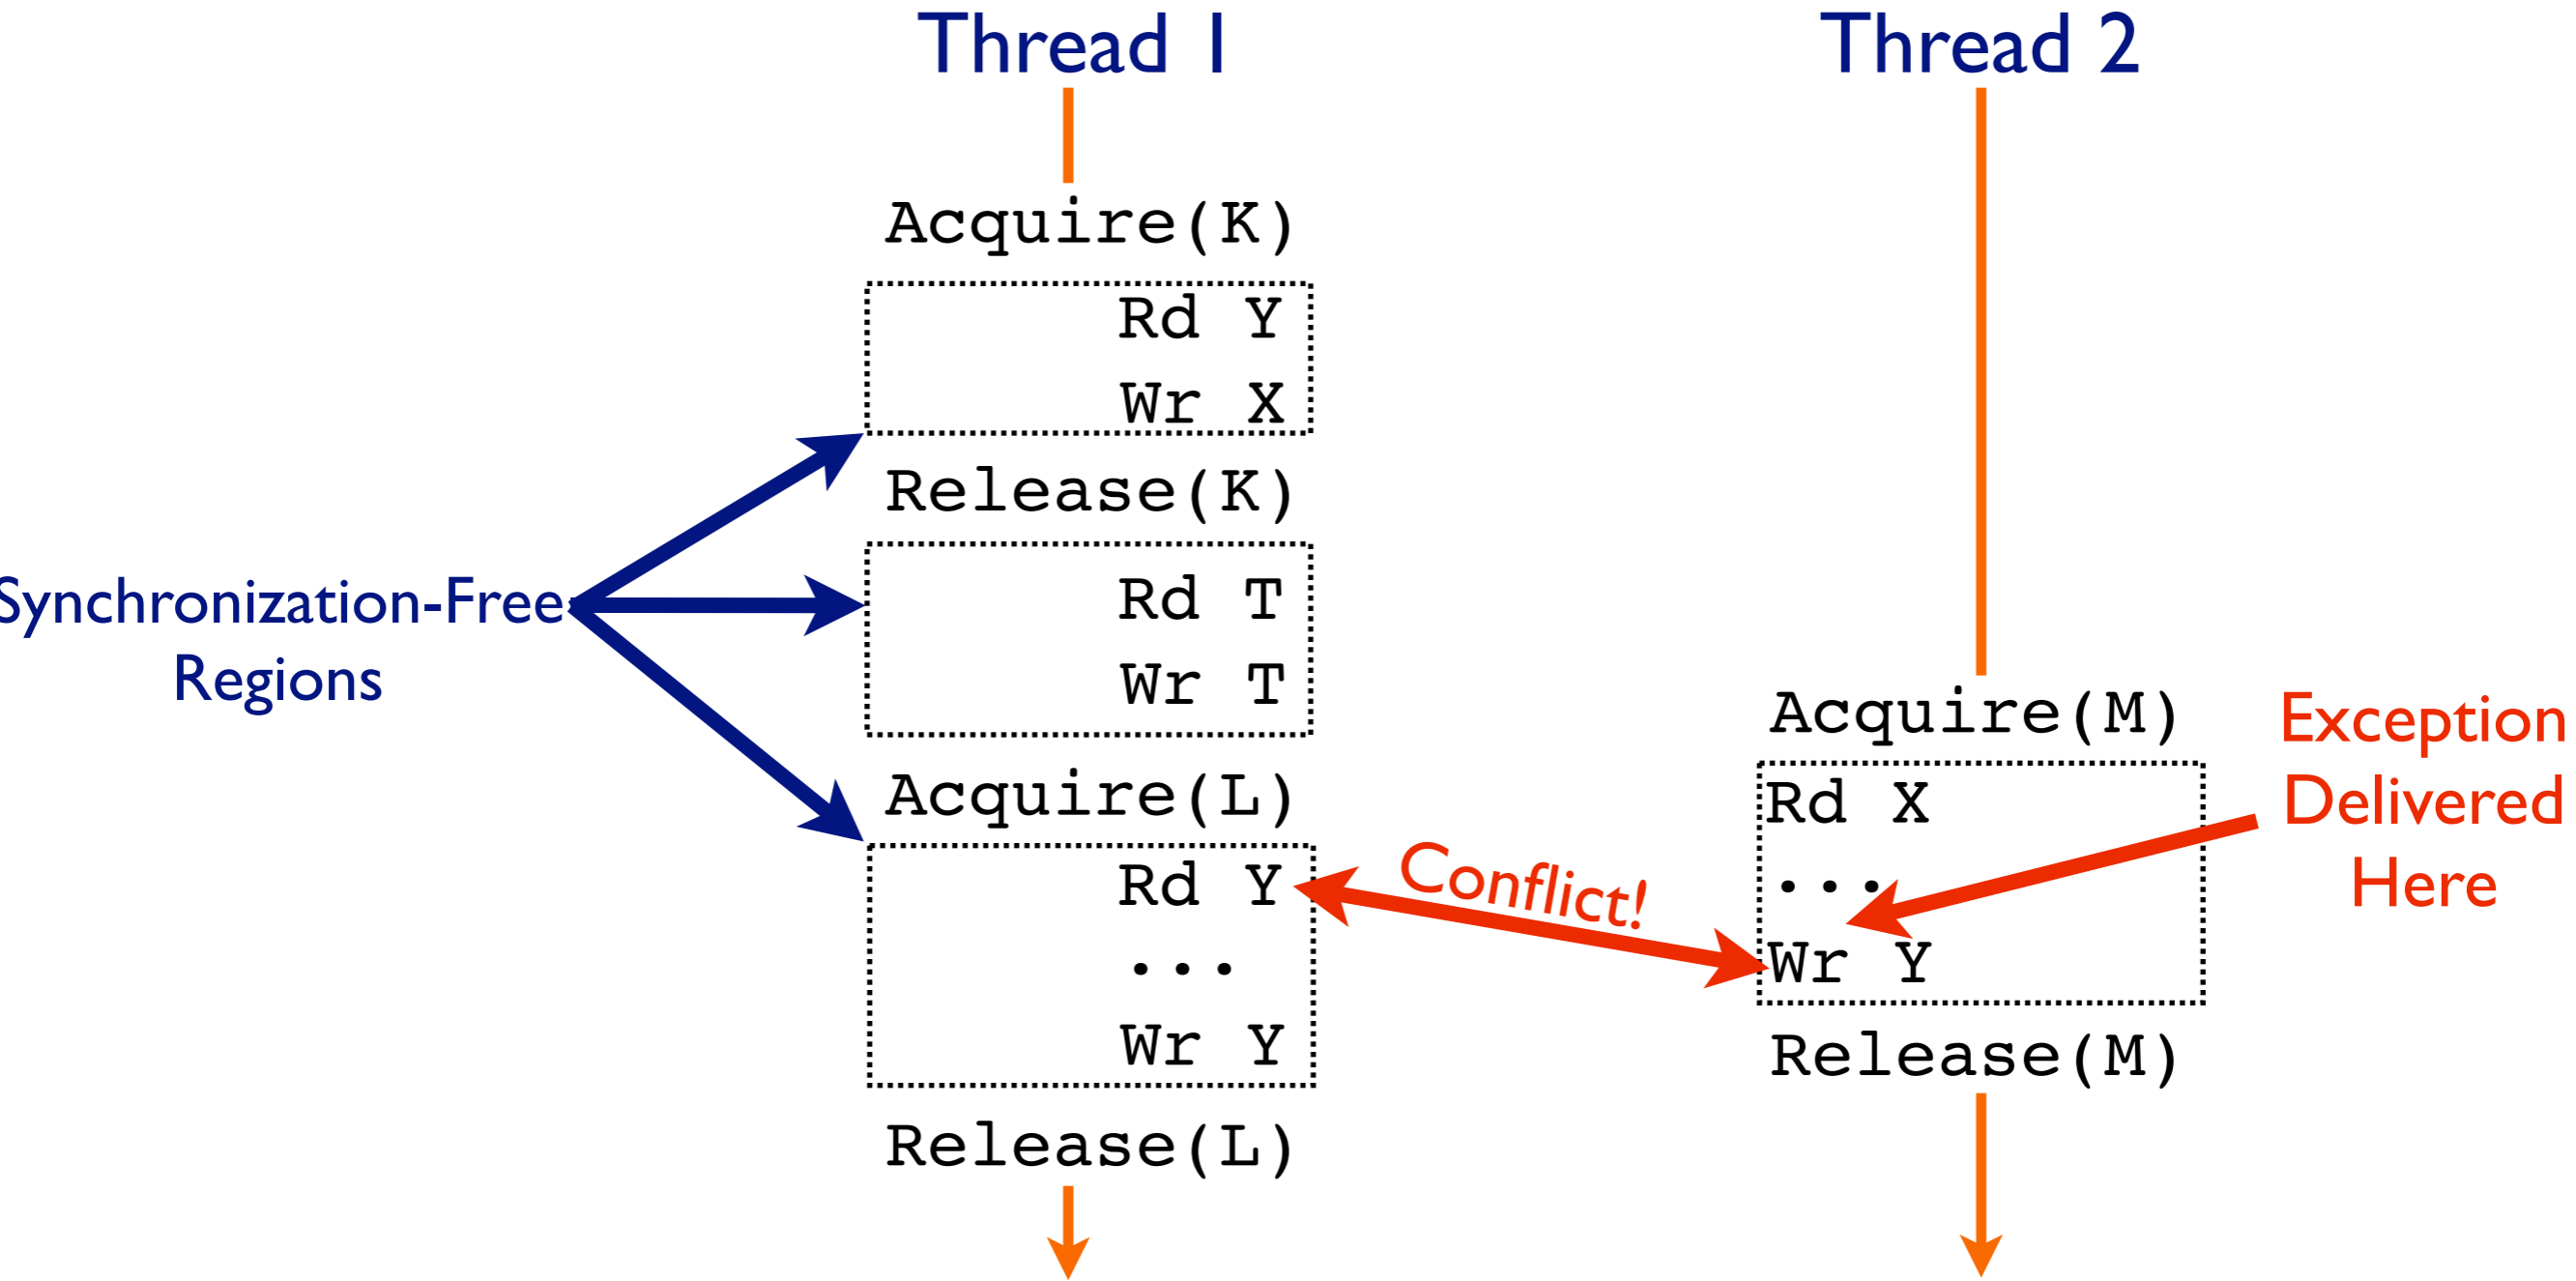 Thread 1
Thread 2
Acquire(K)
Rd Y
Wr X
Release(K)
Synchronization-Free
Regions
Rd T
Wr T
Acquire(L)
Rd Y
...
Wr Y
Release(L)
Conflict!
Acquire(M)
Rd X
...
Wr Y
Release(M)
Exception
Delivered
Here